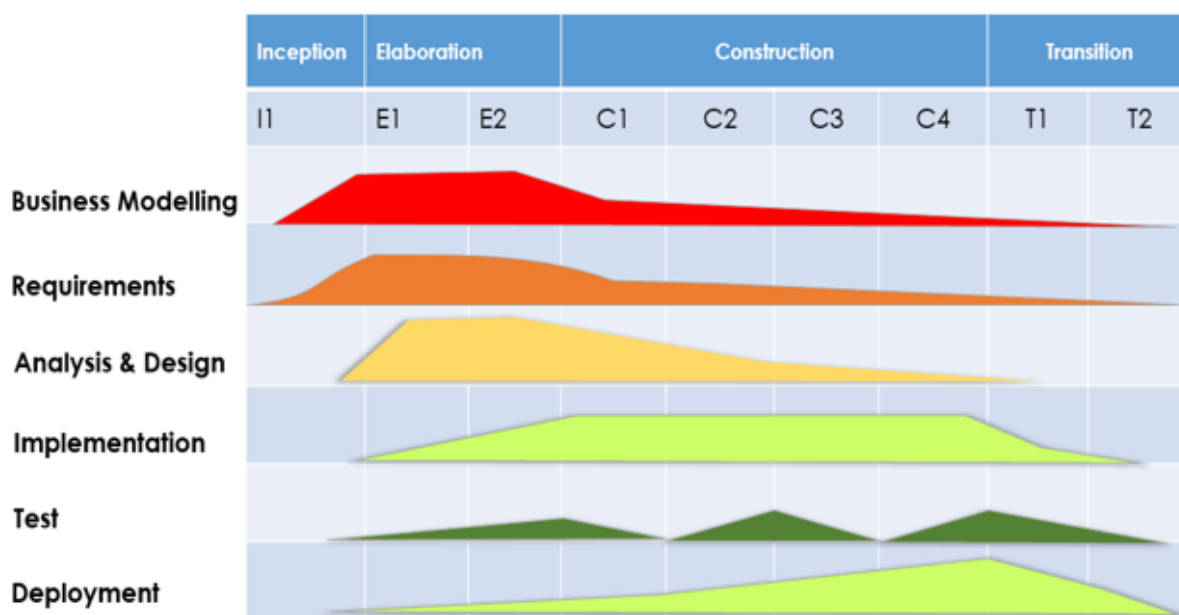 Inception Elaboration Construction Transition
I1 E1 E2 C1 C2 C3 C4 T1 T2
Business Modelling
Requirements
Analysis & Design
Implementation
Test
Deployment